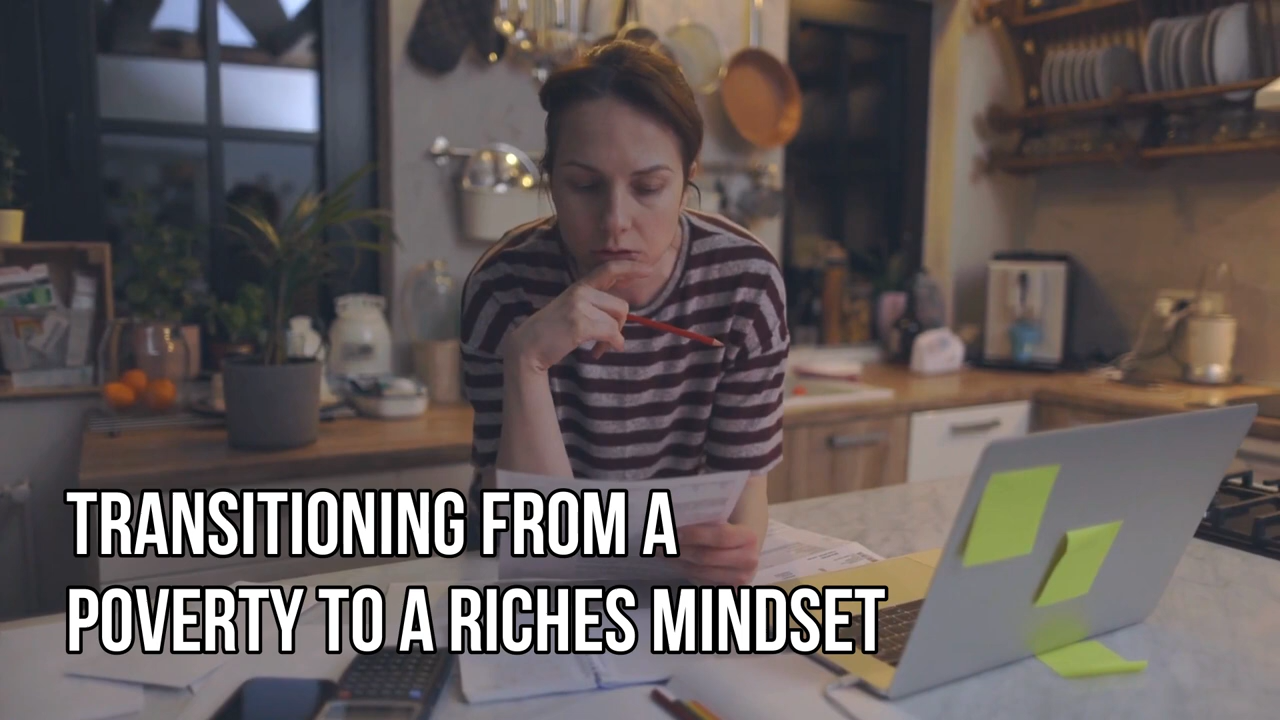 TRANSITIONING FROM A
POVERTY TO A RICHES MINDSET